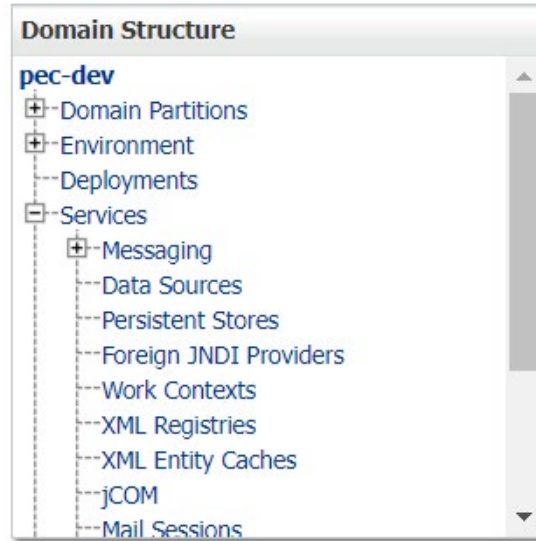 Domain Structure
pec-dev
Domain Partitions
Environment
Deployments
Services
Messaging
Data Sources
Persistent Stores
Foreign JNDI Providers
Work Contexts
XML Registries
XML Entity Caches
jCOM
Mail Sessions